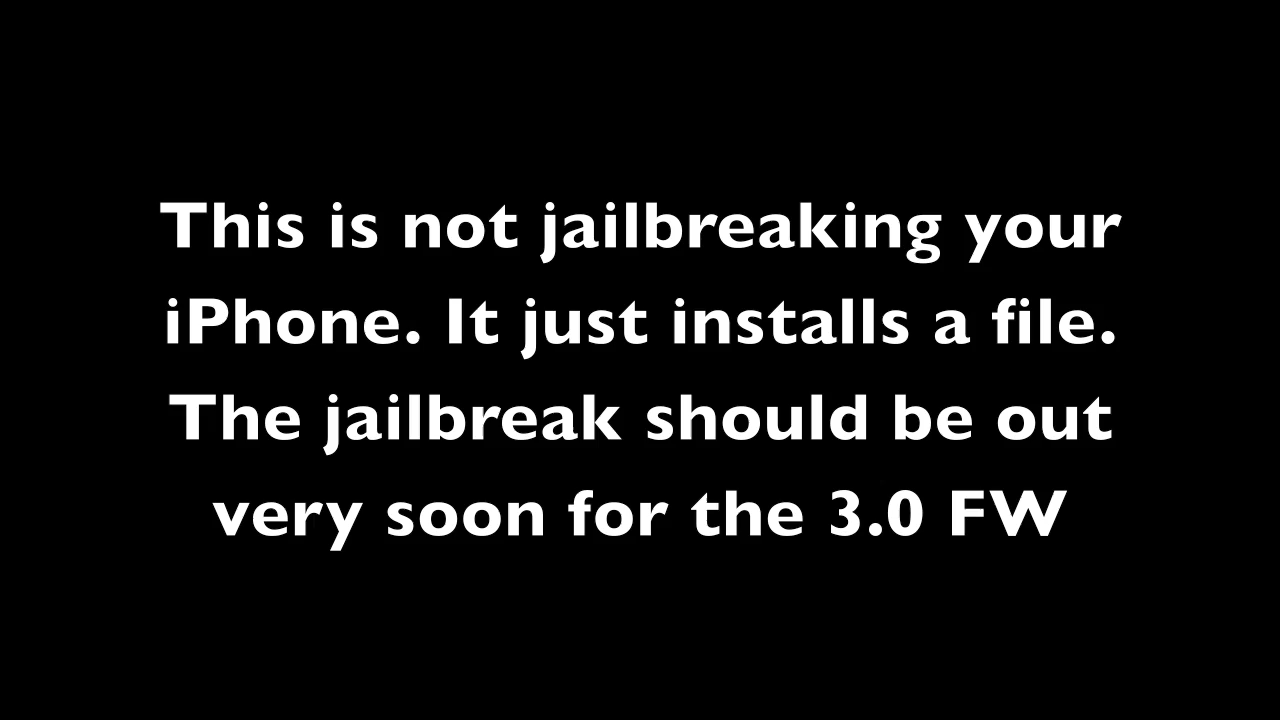 This is not jailbreaking your
iPhone. It just installs a file.
The jailbreak should be out
very soon for the 3.0 FW